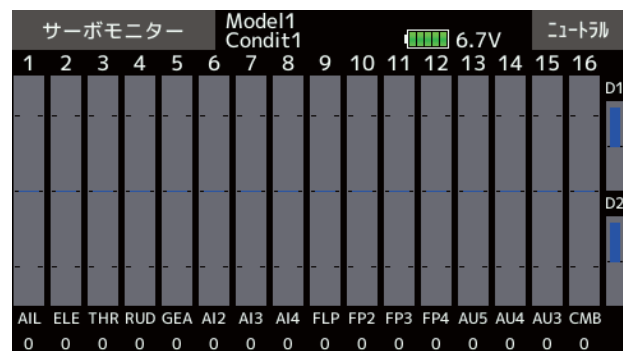 サーボモニター Model1 ニュートラル
Condit1 6.7V
1 2 3 4 5 6 7 8 9 10 11 12 13 14 15 16
D1
D2
AIL ELE THR RUD GEA AI2 AI3 AI4 FLP FP2 FP3 FP4 AU5 AU4 AU3 CMB
0 0 0 0 0 0 0 0 0 0 0 0 0 0 0 0